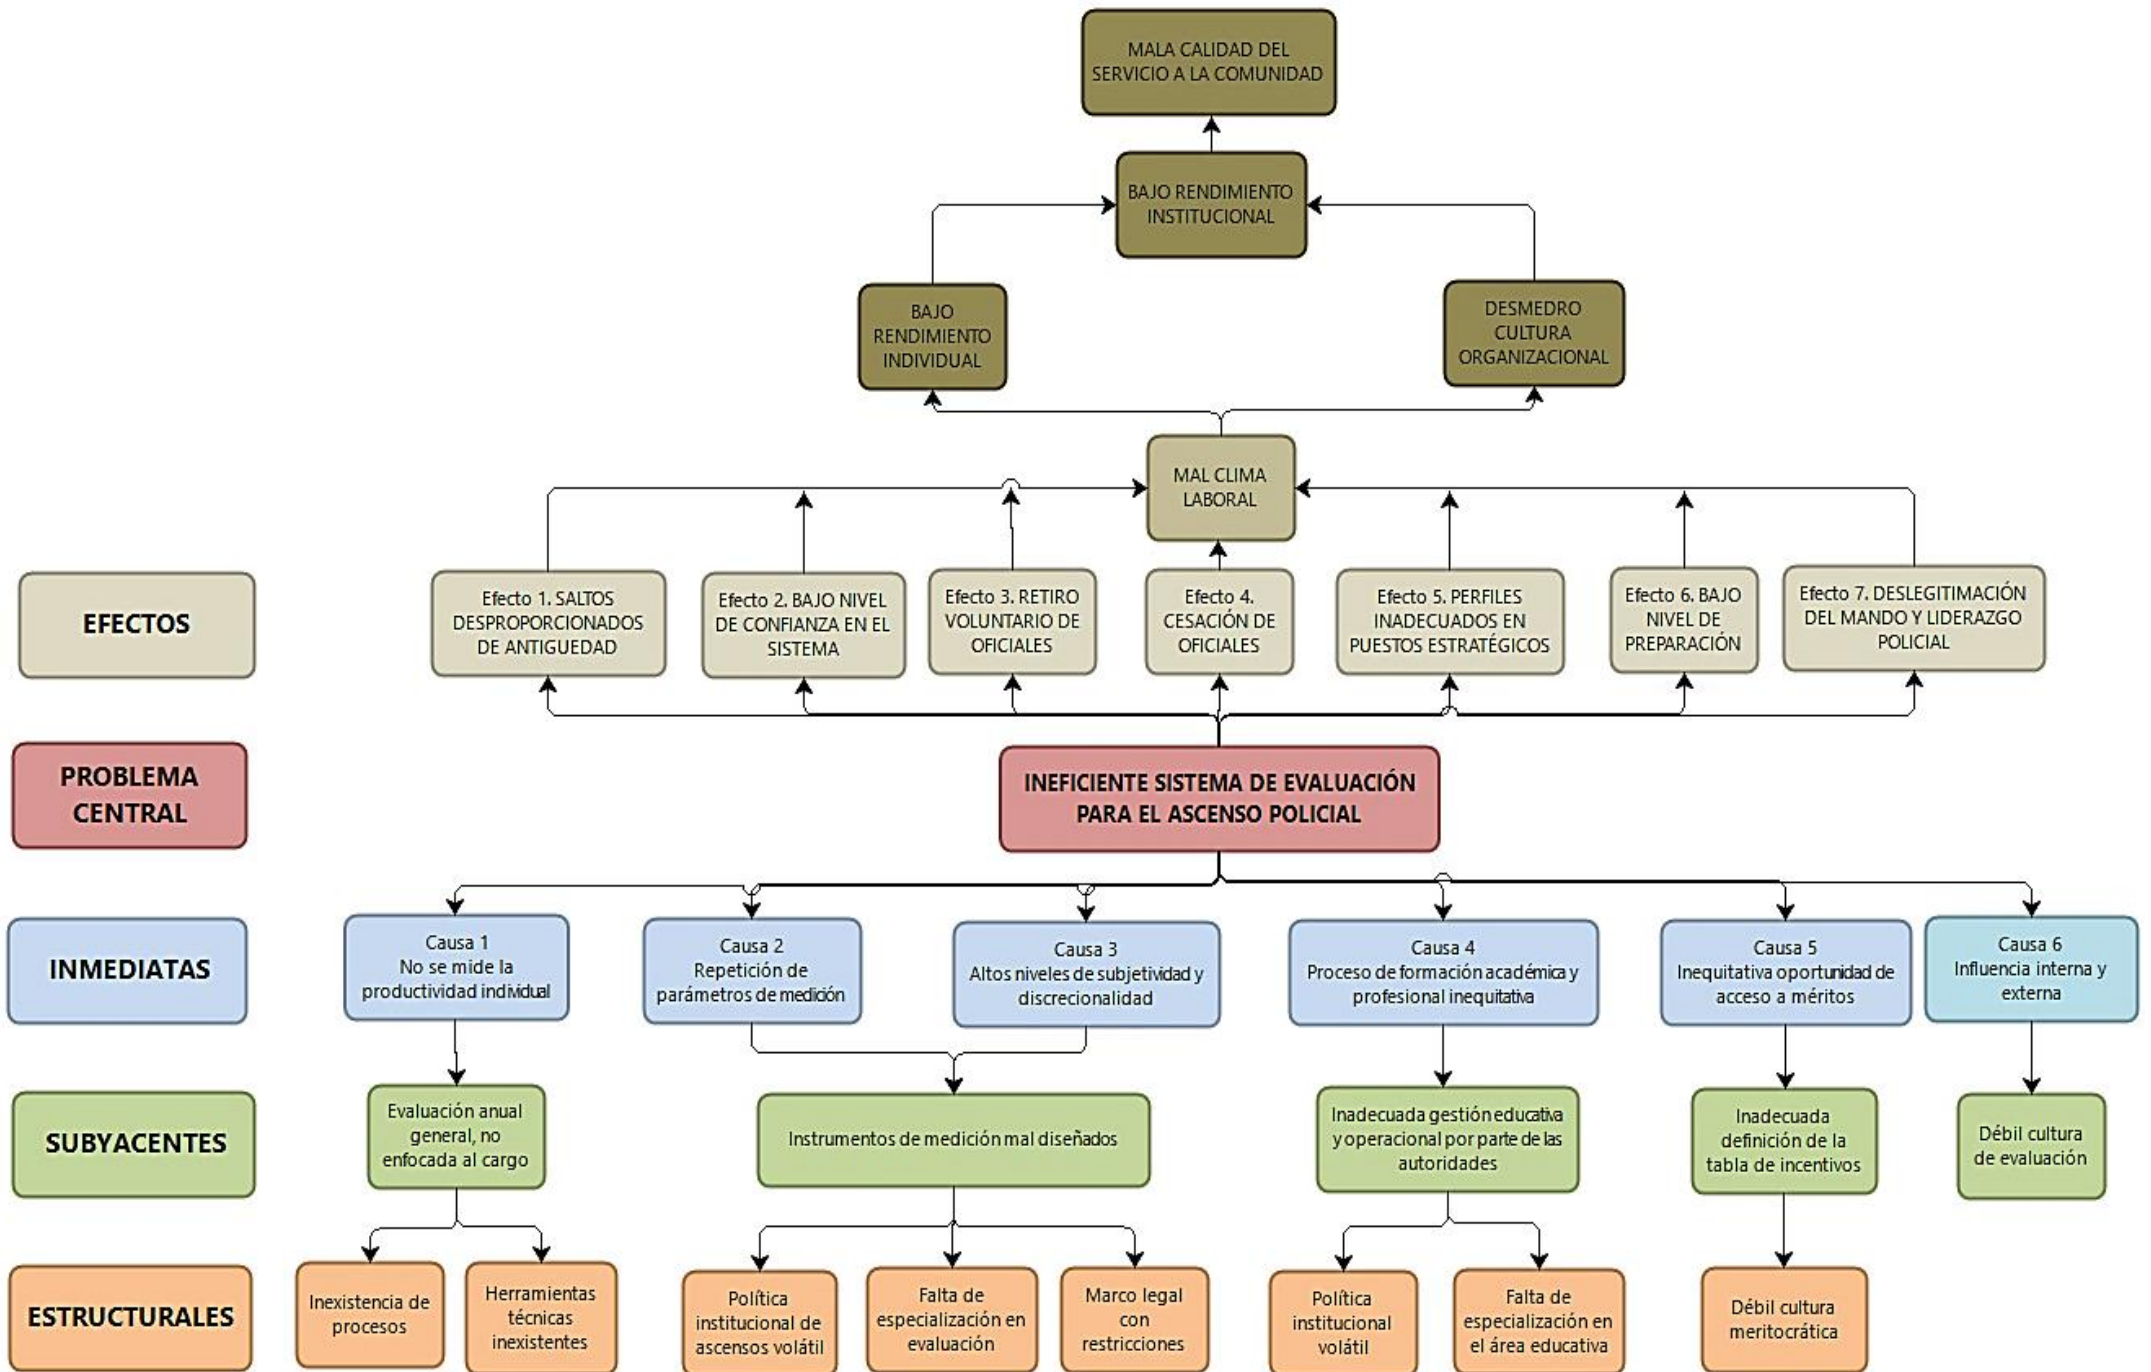 MALA CALIDAD DEL
SERVICIO A LA COMUNIDAD
BAJO RENDIMIENTO
INSTITUCIONAL
BAJO
RENDIMIENTO
INDIVIDUAL
DESMEDRO
CULTURA
ORGANIZACIONAL
MAL CLIMA
LABORAL
EFECTOS
Efecto 1. SALTOS
DESPROPORCIONADOS
DE ANTIGUEDAD
Efecto 2. BAJO NIVEL
DE CONFIANZA EN EL
SISTEMA
Efecto 3. RETIRO
VOLUNTARIO DE
OFICIALES
Efecto 4.
CESACIÓN DE
OFICIALES
Efecto 5. PERFILES
INADECUADOS EN
PUESTOS ESTRATÉGICOS
Efecto 6. BAJO
NIVEL DE
PREPARACIÓN
Efecto 7. DESLEGITIMACIÓN
DEL MANDO Y LIDERAZGO
POLICIAL
PROBLEMA
CENTRAL
INEFICIENTE SISTEMA DE EVALUACIÓN
PARA EL ASCENSO POLICIAL
INMEDIATAS
Causa 1
No se mide la
productividad individual
Causa 2
Repetición de
parámetros de medición
Causa 3
Altos niveles de subjetividad y
discrecionalidad
Causa 4
Proceso de formación académica y
profesional inequitativa
Causa 5
Inequitativa oportunidad de
acceso a méritos
Causa 6
Influencia interna y
externa
SUBYACENTES
Evaluación anual
general, no
enfocada al cargo
Instrumentos de medición mal diseñados
Inadecuada gestión educativa
y operacional por parte de las
autoridades
Inadecuada
definición de la
tabla de incentivos
Débil cultura
de evaluación
ESTRUCTURALES
Inexistencia de
procesos
Herramientas
técnicas
inexistentes
Política
institucional de
ascensos volátil
Falta de
especialización en
evaluación
Marco legal
con
restricciones
Política
institucional
volátil
Falta de
especialización en
el área educativa
Débil cultura
meritocrática